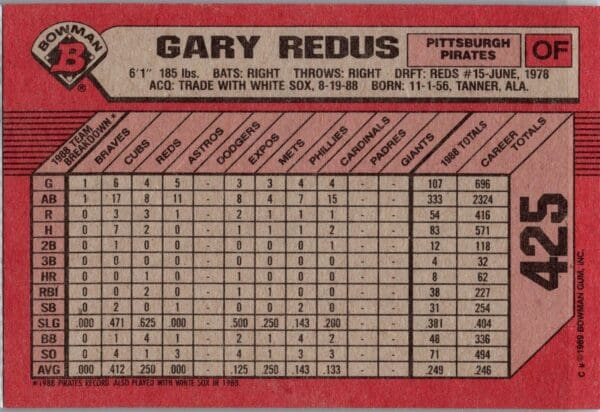 BOWMAN
B
®
GARY REDUS
PITTSBURGH
PIRATES
OF
6'1" 185 lbs. BATS: RIGHT THROWS: RIGHT DRFT: REDS #15-JUNE, 1978
ACQ: TRADE WITH WHITE SOX, 8-19-88 BORN: 11-1-56, TANNER, ALA.
1988 TEAM BREAKDOWN* BRAVES CUBS REDS ASTROS DODGERS EXPOS METS PHILLIES CARDINALS PADRES GIANTS 1988 TOTALS CAREER TOTALS
G 1 6 4 5 - 3 3 4 4 - - 107 696
AB 1 17 8 11 - 8 4 7 15 - - 333 2324
R 0 3 3 1 - 2 1 1 1 - - 54 416
H 0 7 2 0 - 1 1 1 2 - - 83 571
2B 0 1 0 0 - 0 0 0 1 - - 12 118
3B 0 0 0 0 - 0 0 0 0 - - 4 32
HR 0 0 1 0 - 1 0 0 0 - - 8 62
RBI 0 0 2 0 - 1 0 0 1 - - 38 227
SB 0 2 0 1 - 0 0 0 2 - - 31 254
SLG .000 .471 .625 .000 - .500 .250 .143 .200 - - .381 .404
BB 0 1 4 1 - 2 1 4 2 - - 48 336
SO 0 4 1 3 - 4 1 3 3 - - 71 494
AVG .000 .412 .250 .000 - .125 .250 .143 .133 - - .249 .246
*1988 PIRATES RECORD. ALSO PLAYED WITH WHITE SOX IN 1988.
425
C * ©1989 BOWMAN GUM, INC.